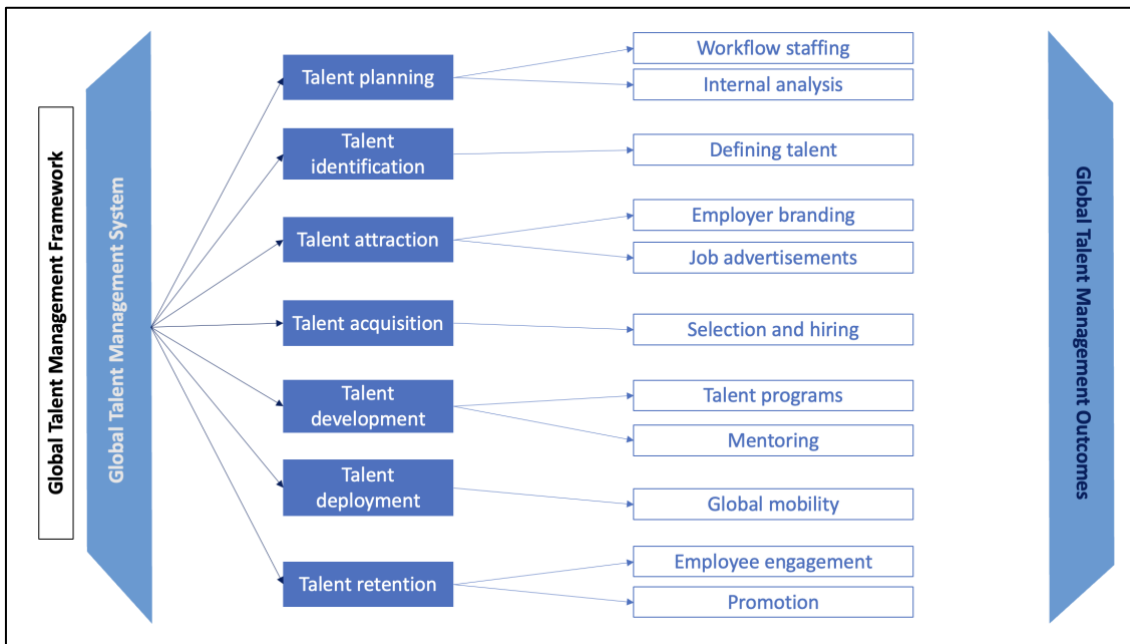 Global Talent Management Framework
Global Talent Management System
Talent planning
Workflow staffing
Internal analysis
Talent
identification
Defining talent
Talent attraction
Employer branding
Job advertisements
Talent acquisition
Selection and hiring
Talent
development
Talent programs
Mentoring
Talent
deployment
Global mobility
Talent retention
Employee engagement
Promotion
Global Talent Management Outcomes